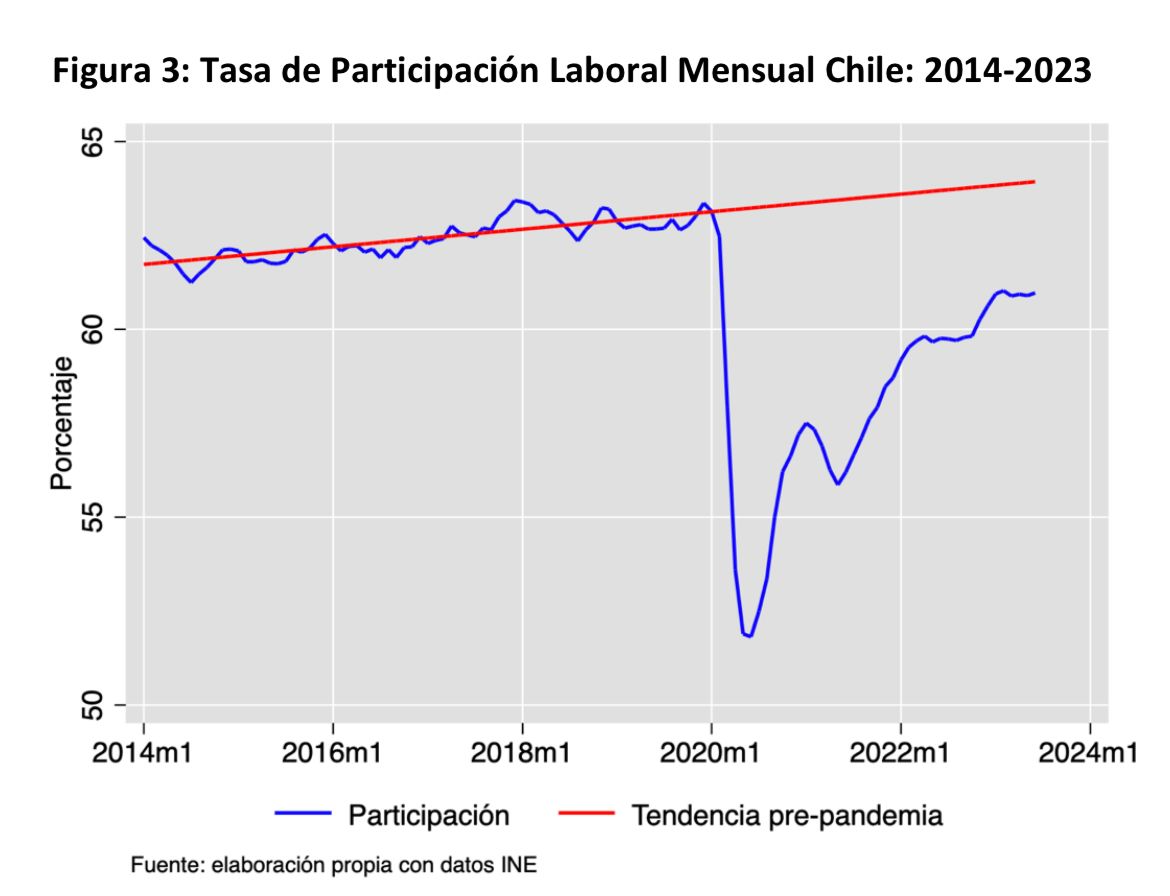 Figura 3: Tasa de Participación Laboral Mensual Chile: 2014-2023
65
60
55
50
Porcentaje
2014m1 2016m1 2018m1 2020m1 2022m1 2024m1
Participación Tendencia pre-pandemia
Fuente: elaboración propia con datos INE